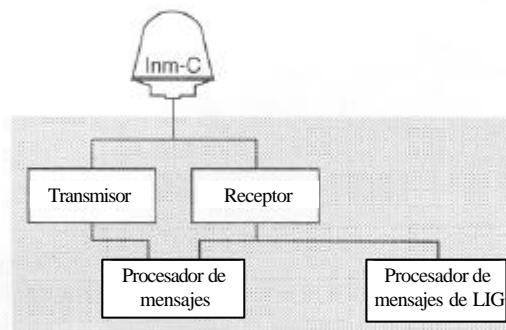 Inm-C
Transmisor
Receptor
Procesador de
mensajes
Procesador de
mensajes de LIG